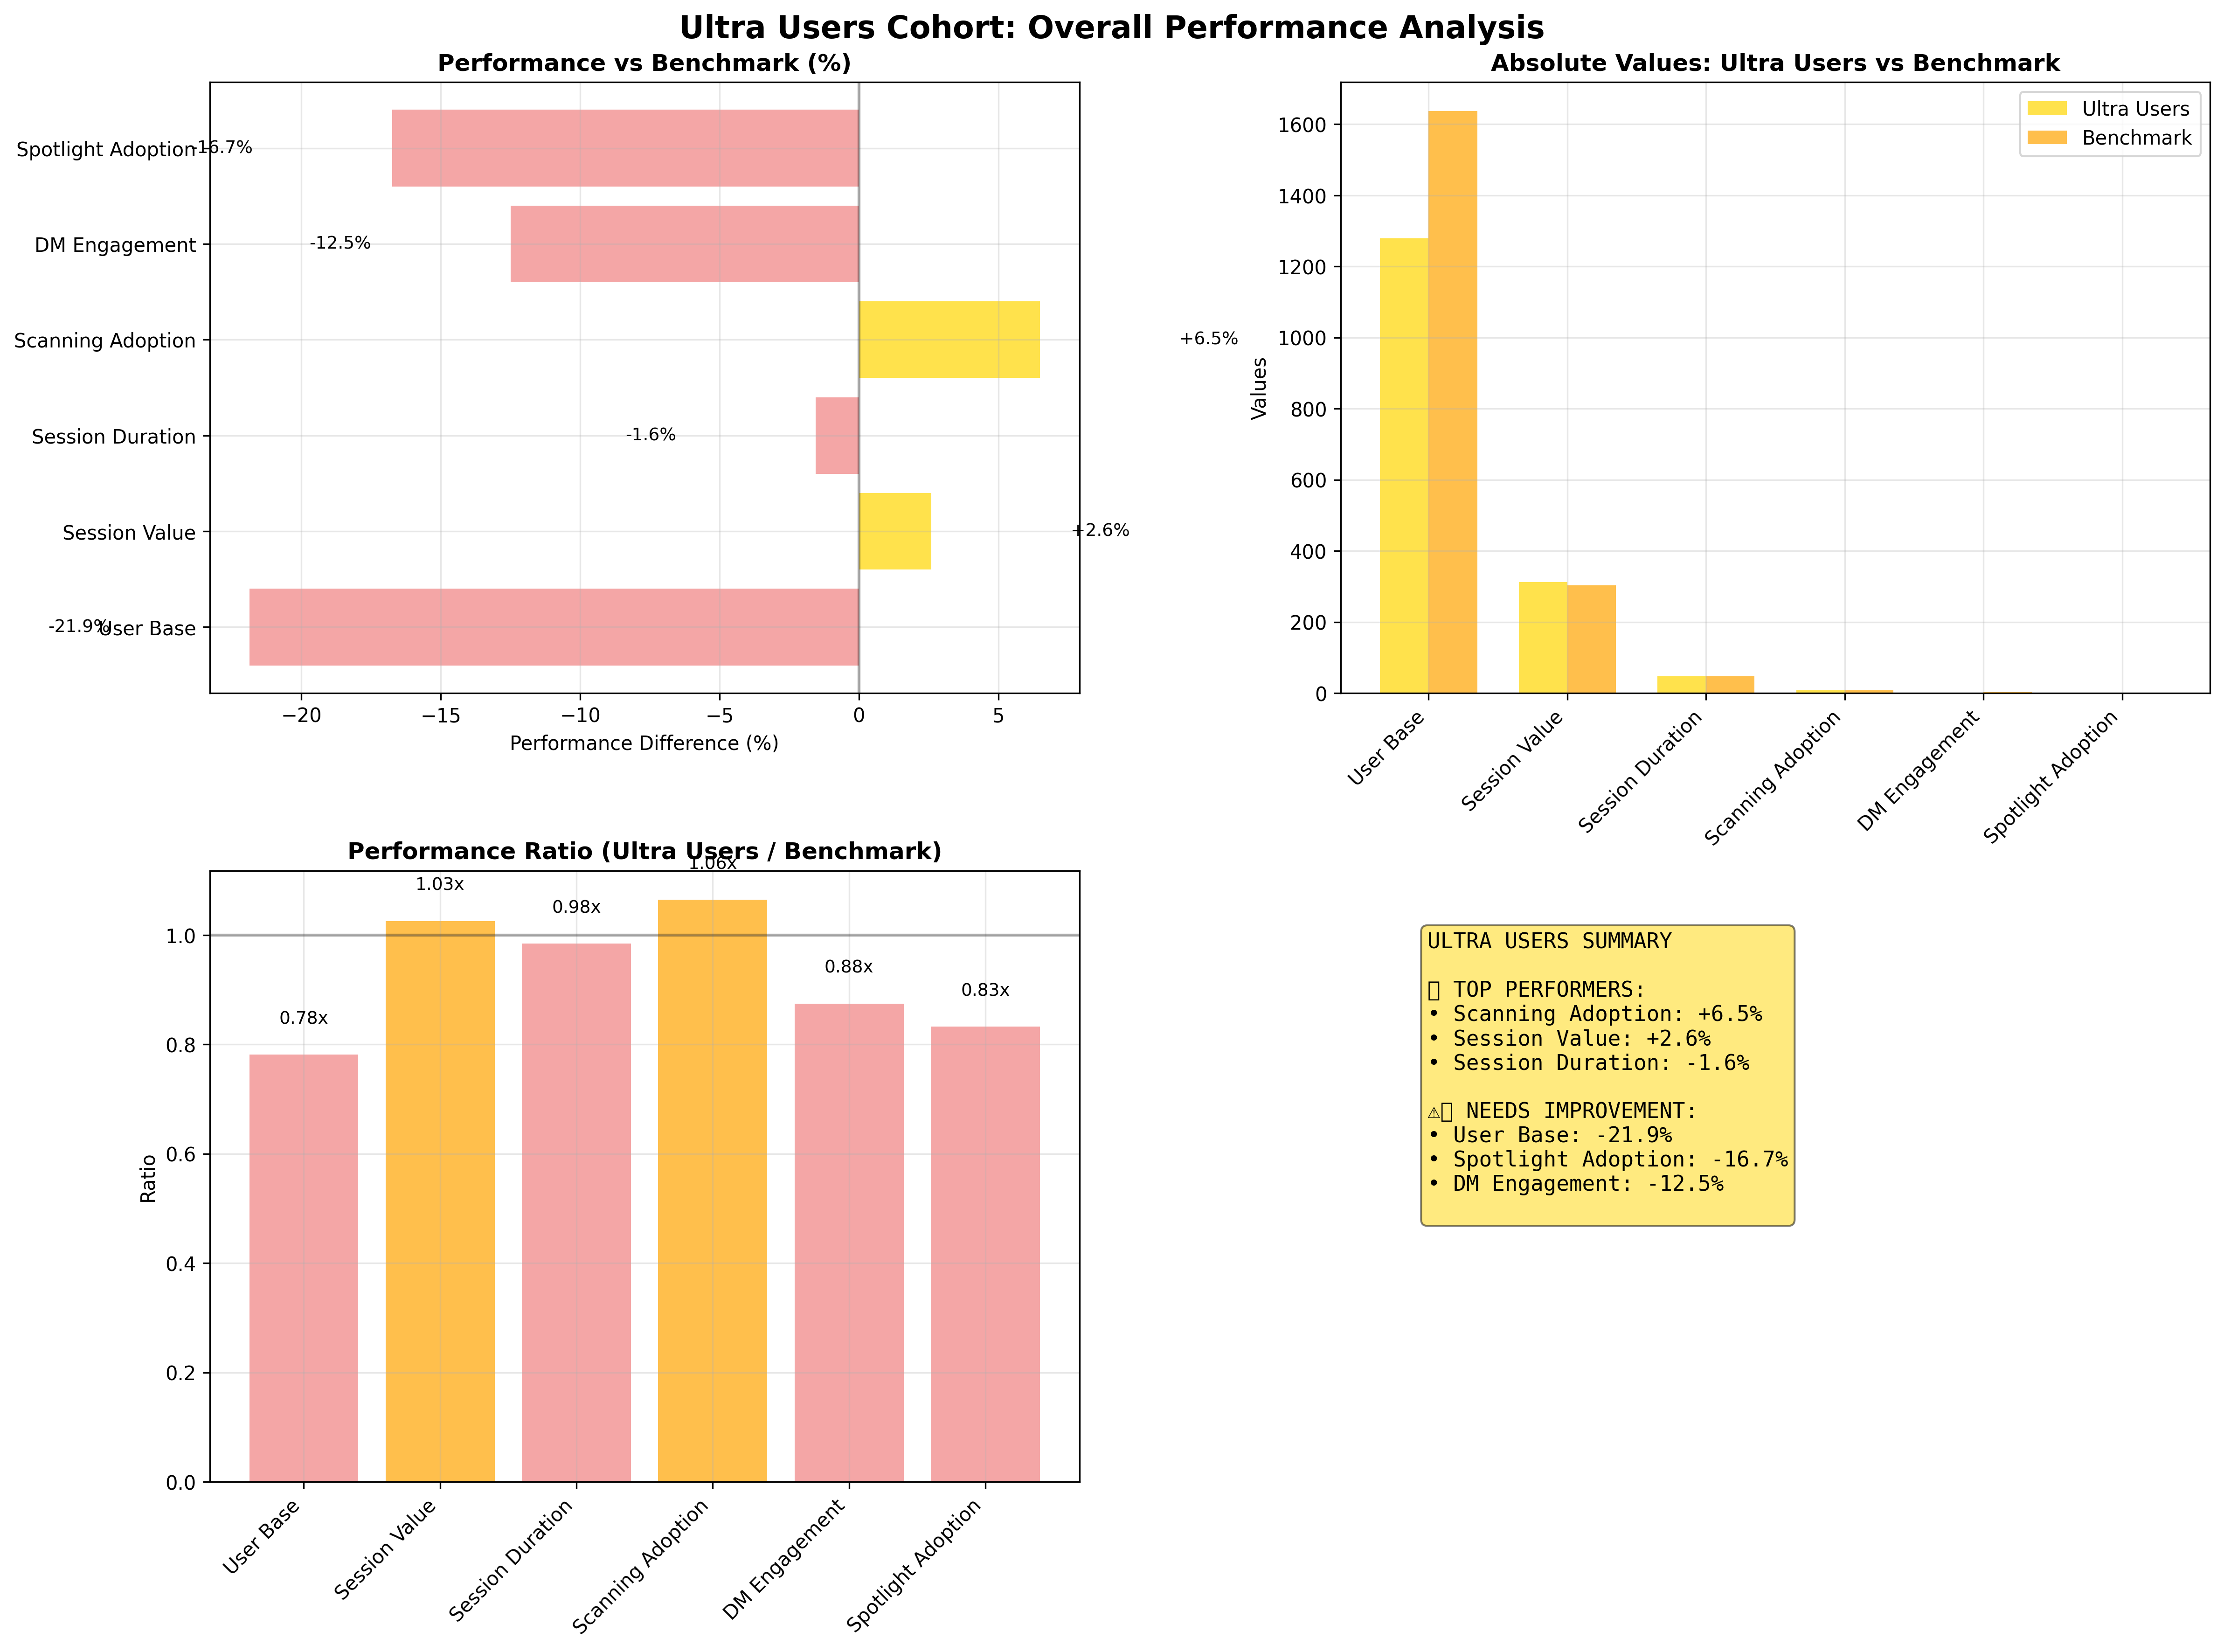 Ultra Users Cohort: Overall Performance Analysis
Performance vs Benchmark (%)
Spotlight Adoption
-16.7%
DM Engagement
-12.5%
Scanning Adoption
+6.5%
Session Duration
-1.6%
Session Value
+2.6%
User Base
-21.9%
−20
−15
−10
−5
0
5
Performance Difference (%)
Absolute Values: Ultra Users vs Benchmark
Ultra Users
Benchmark
1600
1400
1200
1000
800
600
400
200
0
Values
User Base
Session Value
Session Duration
Scanning Adoption
DM Engagement
Spotlight Adoption
Performance Ratio (Ultra Users / Benchmark)
1.0
0.8
0.6
0.4
0.2
0.0
Ratio
0.78x
1.03x
0.98x
1.06x
0.88x
0.83x
User Base
Session Value
Session Duration
Scanning Adoption
DM Engagement
Spotlight Adoption
ULTRA USERS SUMMARY
TOP PERFORMERS:
• Scanning Adoption: +6.5%
• Session Value: +2.6%
• Session Duration: -1.6%
⚠ NEEDS IMPROVEMENT:
• User Base: -21.9%
• Spotlight Adoption: -16.7%
• DM Engagement: -12.5%